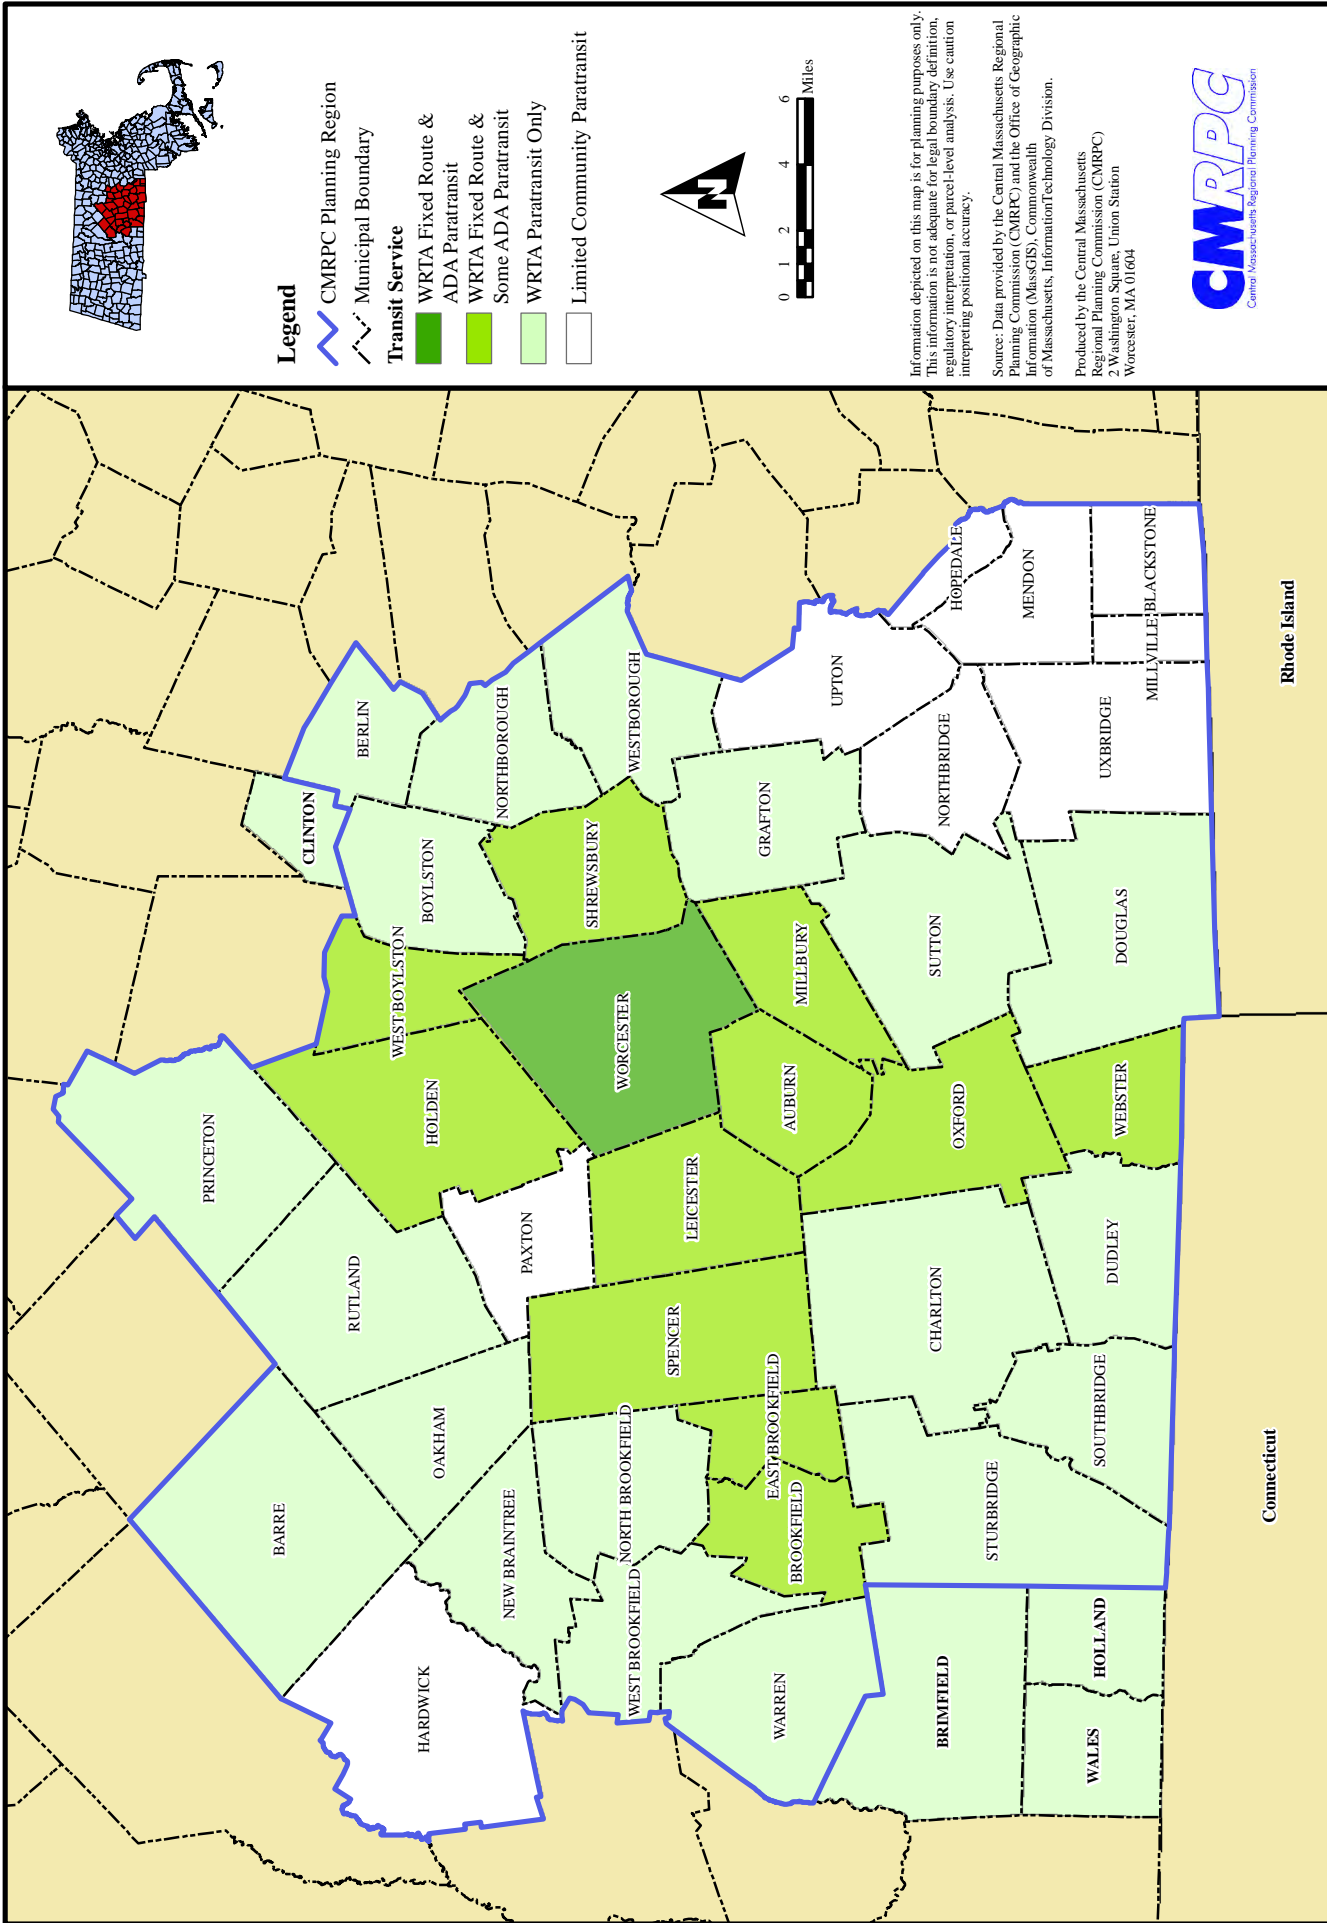 PRINCETON
BARRE
RUTLAND
OAKHAM
HARDWICK
NEW BRAINTREE
HOLDEN
WEST BOYLSTON
BOYLSTON
CLINTON
BERLIN
NORTHBOROUGH
WESTBOROUGH
SHREWSBURY
WORCESTER
PAXTON
LEICESTER
SPENCER
NORTH BROOKFIELD
WEST BROOKFIELD
EAST BROOKFIELD
BROOKFIELD
WARREN
AUBURN
MILLBURY
GRAFTON
UPTON
HOPEDALE
MENDON
NORTHBRIDGE
SUTTON
OXFORD
CHARLTON
STURBRIDGE
BRIMFIELD
HOLLAND
WALES
SOUTHBRIDGE
DUDLEY
WEBSTER
DOUGLAS
UXBRIDGE
MILLVILLE
BLACKSTONE
Connecticut
Rhode Island
Legend
CMRPC Planning Region
Municipal Boundary
Transit Service
WRTA Fixed Route &
ADA Paratransit
WRTA Fixed Route &
Some ADA Paratransit
WRTA Paratransit Only
Limited Community Paratransit
N
0 1 2 4 6
Miles
Information depicted on this map is for planning purposes only.
This information is not adequate for legal boundary definition,
regulatory interpretation, or parcel-level analysis. Use caution
intrepreting positional accuracy.
Source: Data provided by the Central Massachusetts Regional
Planning Commission (CMRPC) and the Office of Geographic
Information (MassGIS), Commonwealth
of Massachusetts, InformationTechnology Division.
Produced by the Central Massachusetts
Regional Planning Commission (CMRPC)
2 Washington Square, Union Station
Worcester, MA 01604
CMRPC
Central Massachusetts Regional Planning Commission